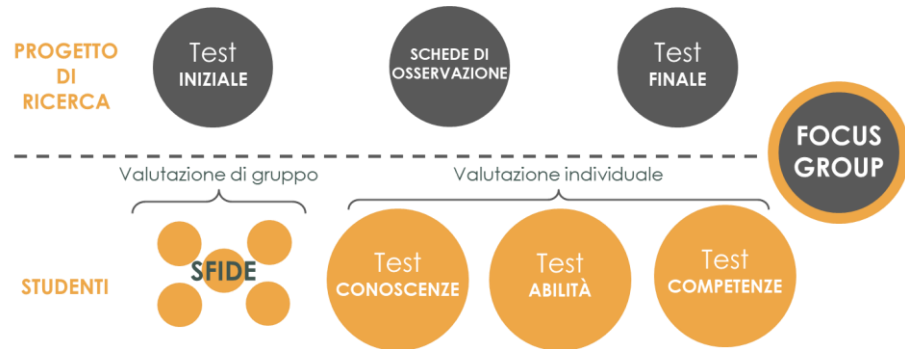 PROGETTO
DI
RICERCA
Test
INIZIALE
SCHEDE DI
OSSERVAZIONE
Test
FINALE
FOCUS
GROUP
Valutazione di gruppo
Valutazione individuale
STUDENTI
SFIDE
Test
CONOSCENZE
Test
ABILITÀ
Test
COMPETENZE